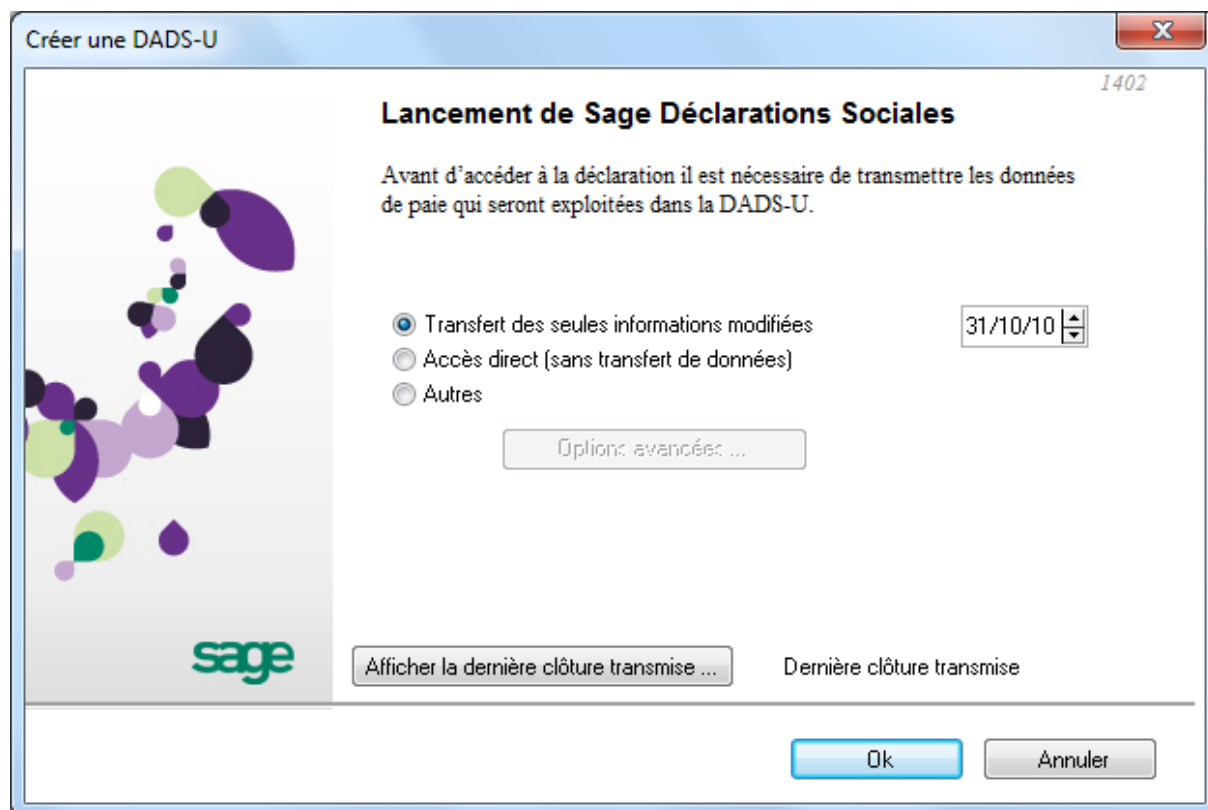 Créer une DADS-U
1402
Lancement de Sage Déclarations Sociales
Avant d’accéder à la déclaration il est nécessaire de transmettre les données
de paie qui seront exploitées dans la DADS-U.
Transfert des seules informations modifiées 31/10/10
Accès direct (sans transfert de données)
Autres
Options avancées ...
sage
Afficher la dernière clôture transmise ... Dernière clôture transmise
Ok Annuler